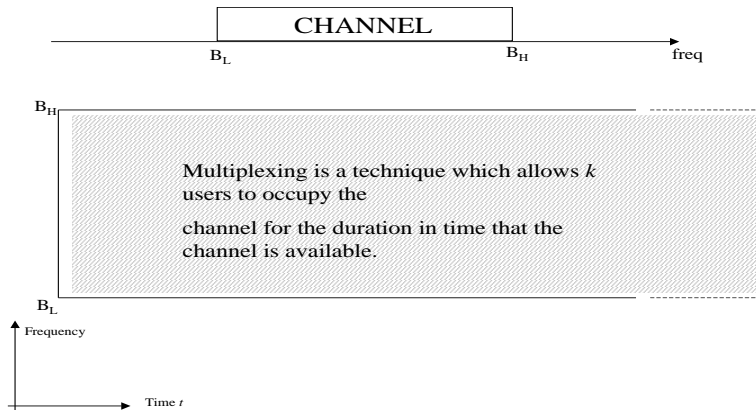 CHANNEL
B_L
B_H
freq
B_H
Multiplexing is a technique which allows k
users to occupy the
channel for the duration in time that the
channel is available.
B_L
Frequency
Time t